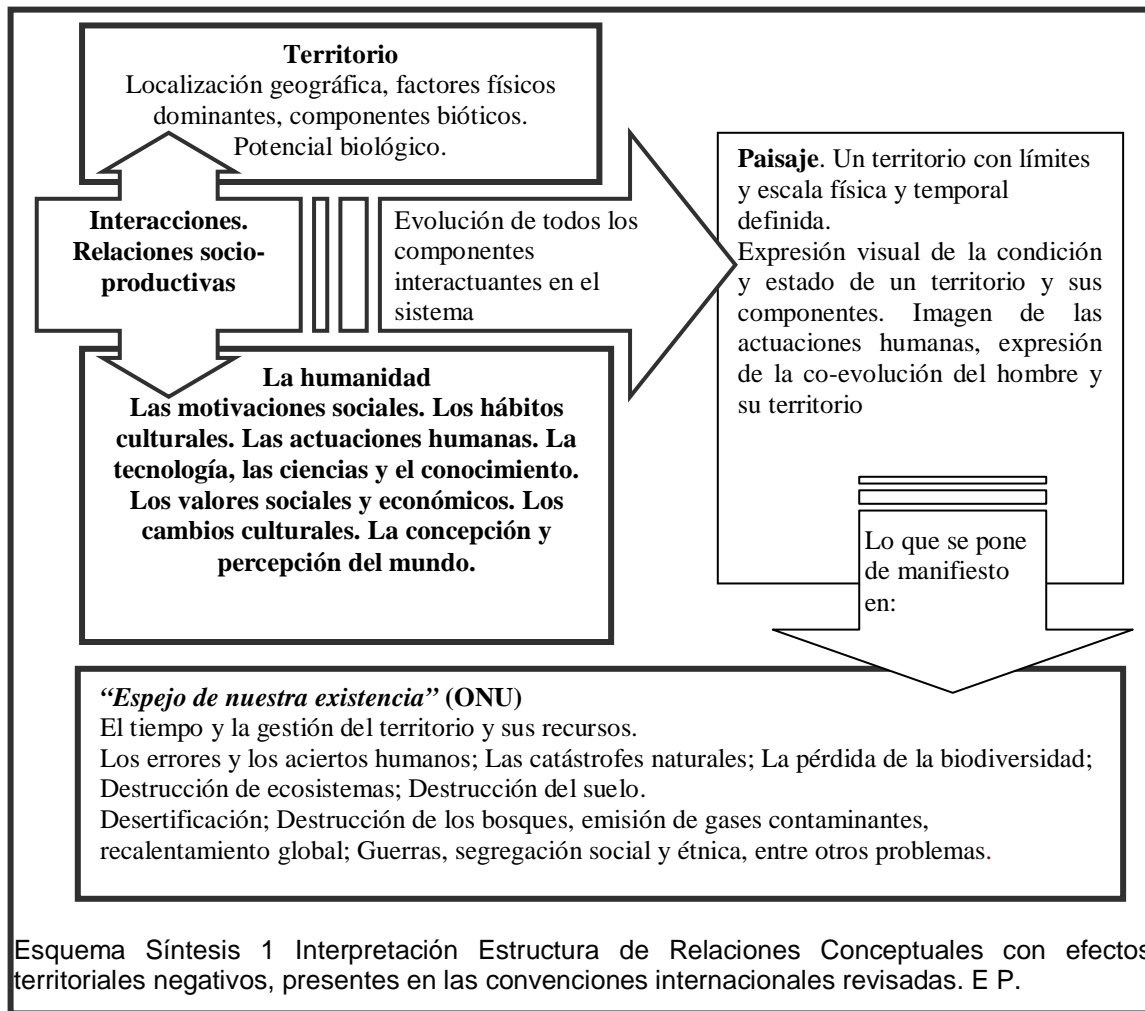 Territorio
Localización geográfica, factores físicos
dominantes, componentes bióticos.
Potencial biológico.
Interacciones.
Relaciones socio-
productivas
Evolución de todos los
componentes
interactuantes en el
sistema
La humanidad
Las motivaciones sociales. Los hábitos
culturales. Las actuaciones humanas. La
tecnología, las ciencias y el conocimiento.
Los valores sociales y económicos. Los
cambios culturales. La concepción y
percepción del mundo.
Paisaje. Un territorio con límites
y escala física y temporal
definida.
Expresión visual de la condición
y estado de un territorio y sus
componentes. Imagen de las
actuaciones humanas, expresión
de la co-evolución del hombre y
su territorio
Lo que se pone
de manifiesto
en:
“Espejo de nuestra existencia” (ONU)
El tiempo y la gestión del territorio y sus recursos.
Los errores y los aciertos humanos; Las catástrofes naturales; La pérdida de la biodiversidad;
Destrucción de ecosistemas; Destrucción del suelo.
Desertificación; Destrucción de los bosques, emisión de gases contaminantes,
recalentamiento global; Guerras, segregación social y étnica, entre otros problemas.
Esquema Síntesis 1 Interpretación Estructura de Relaciones Conceptuales con efectos
territoriales negativos, presentes en las convenciones internacionales revisadas. E P.